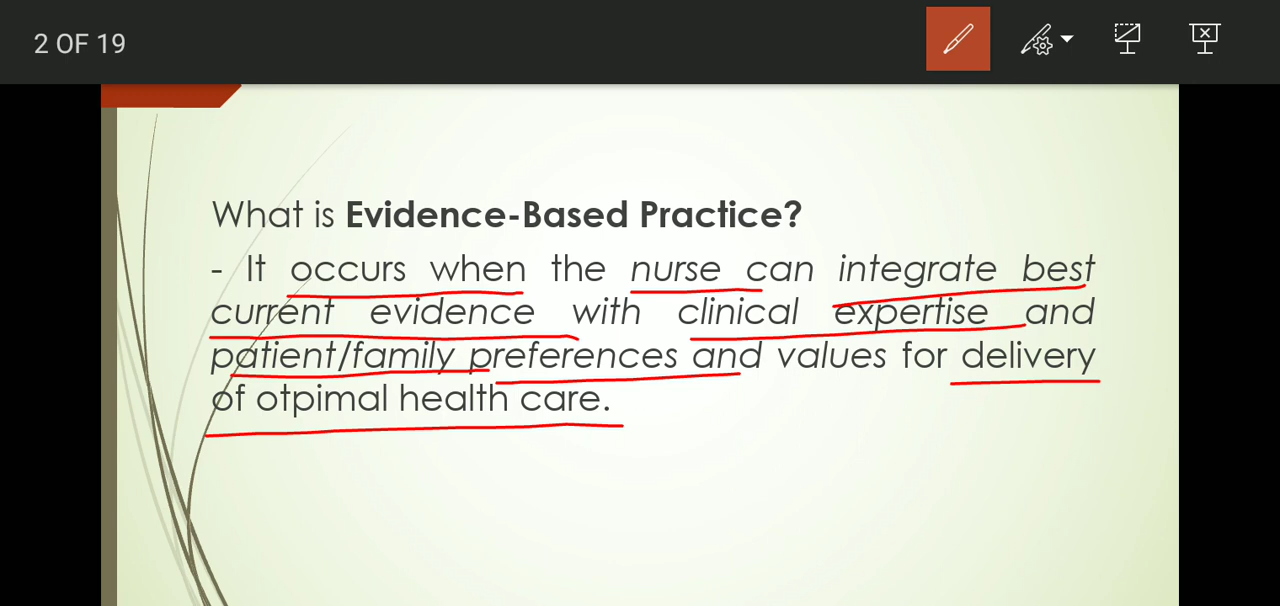 2 OF 19
What is Evidence-Based Practice?
- It occurs when the nurse can integrate best
current evidence with clinical expertise and
patient/family preferences and values for delivery
of otpimal health care.